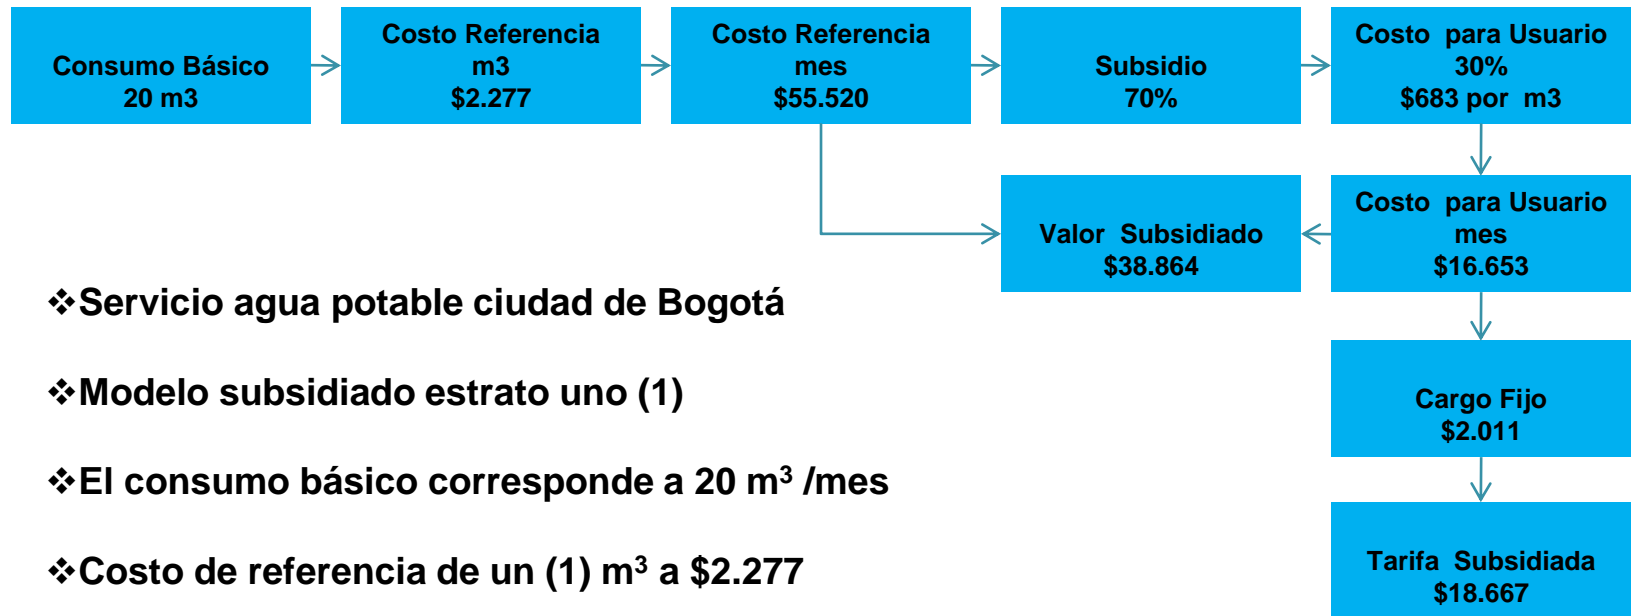 Consumo Básico
20 m3
Costo Referencia
m3
$2.277
Costo Referencia
mes
$55.520
Subsidio
70%
Costo para Usuario
30%
$683 por m3
Valor Subsidiado
$38.864
Costo para Usuario
mes
$16.653
❖Servicio agua potable ciudad de Bogotá
❖Modelo subsidiado estrato uno (1)
❖El consumo básico corresponde a 20 m³ /mes
❖Costo de referencia de un (1) m³ a $2.277
Cargo Fijo
$2.011
Tarifa Subsidiada
$18.667